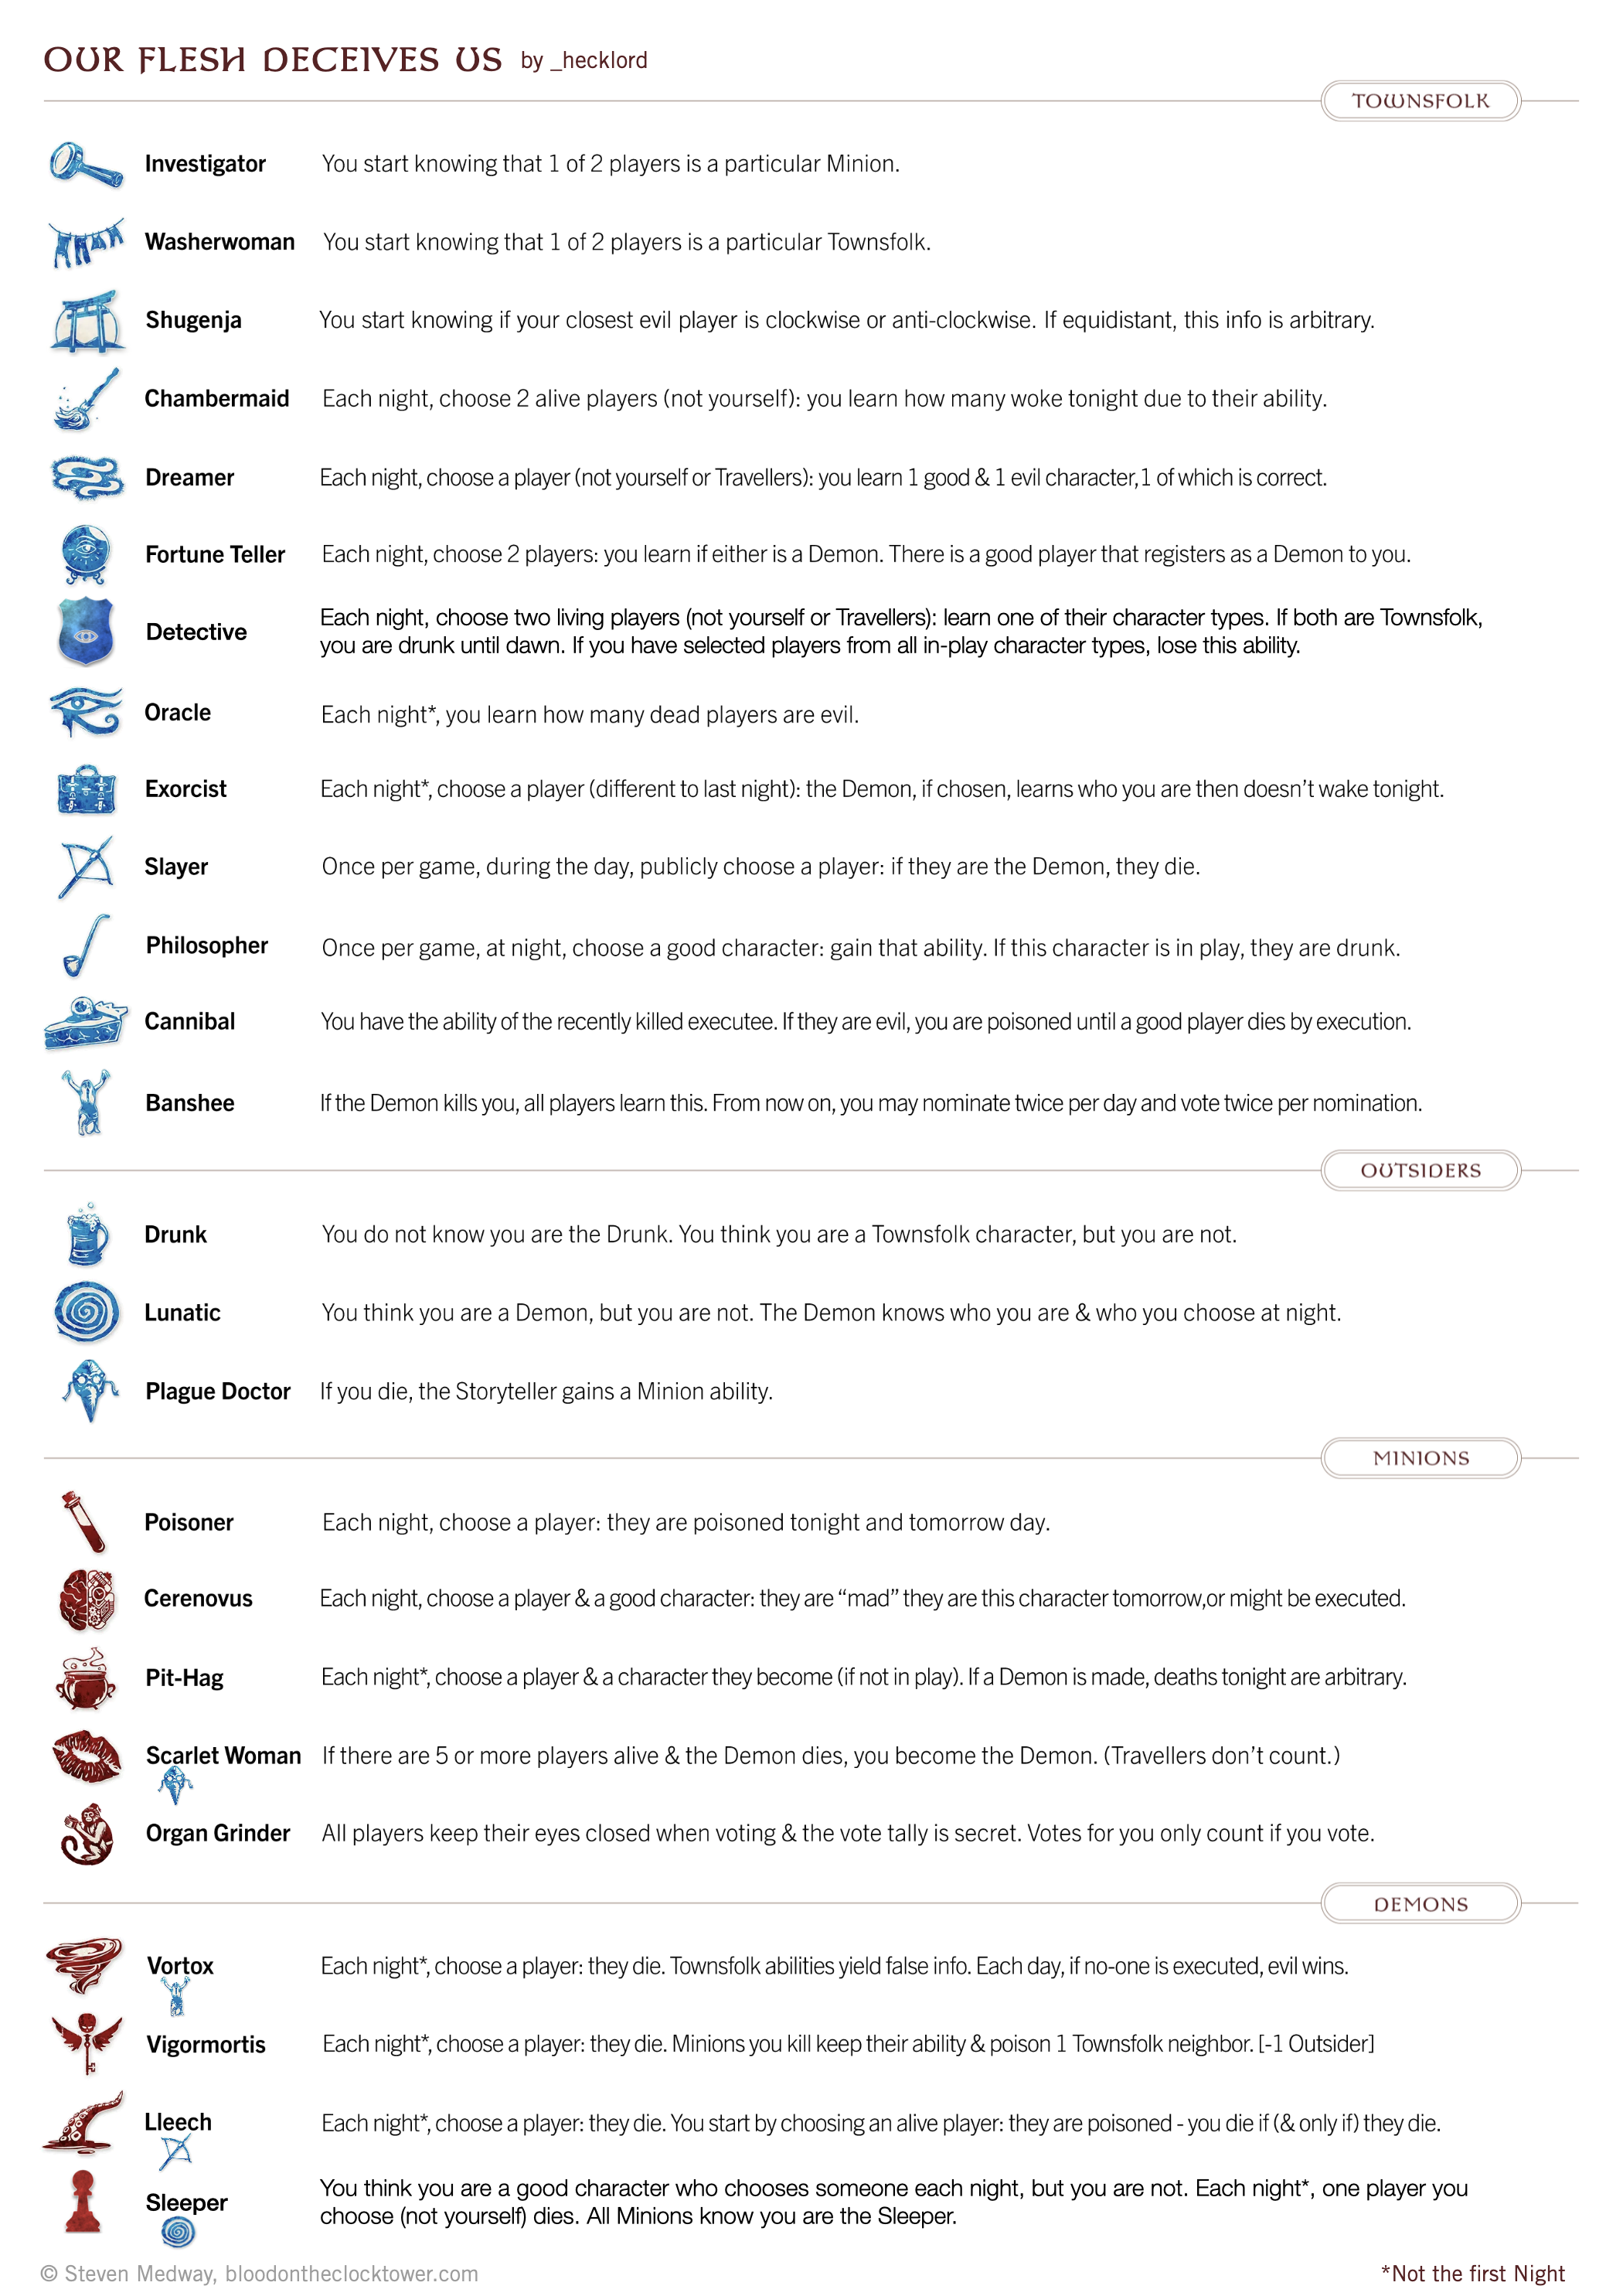 OUR FLESH DECEIVES US by _hecklord
TOWNSFOLK
Investigator You start knowing that 1 of 2 players is a particular Minion.
Washerwoman You start knowing that 1 of 2 players is a particular Townsfolk.
Shugenja You start knowing if your closest evil player is clockwise or anti-clockwise. If equidistant, this info is arbitrary.
Chambermaid Each night, choose 2 alive players (not yourself): you learn how many woke tonight due to their ability.
Dreamer Each night, choose a player (not yourself or Travellers): you learn 1 good & 1 evil character,1 of which is correct.
Fortune Teller Each night, choose 2 players: you learn if either is a Demon. There is a good player that registers as a Demon to you.
Detective Each night, choose two living players (not yourself or Travellers): learn one of their character types. If both are Townsfolk,
you are drunk until dawn. If you have selected players from all in-play character types, lose this ability.
Oracle Each night*, you learn how many dead players are evil.
Exorcist Each night*, choose a player (different to last night): the Demon, if chosen, learns who you are then doesn't wake tonight.
Slayer Once per game, during the day, publicly choose a player: if they are the Demon, they die.
Philosopher Once per game, at night, choose a good character: gain that ability. If this character is in play, they are drunk.
Cannibal You have the ability of the recently killed executee. If they are evil, you are poisoned until a good player dies by execution.
Banshee If the Demon kills you, all players learn this. From now on, you may nominate twice per day and vote twice per nomination.
OUTSIDERS
Drunk You do not know you are the Drunk. You think you are a Townsfolk character, but you are not.
Lunatic You think you are a Demon, but you are not. The Demon knows who you are & who you choose at night.
Plague Doctor If you die, the Storyteller gains a Minion ability.
MINIONS
Poisoner Each night, choose a player: they are poisoned tonight and tomorrow day.
Cerenovus Each night, choose a player & a good character: they are “mad” they are this character tomorrow,or might be executed.
Pit-Hag Each night*, choose a player & a character they become (if not in play). If a Demon is made, deaths tonight are arbitrary.
Scarlet Woman If there are 5 or more players alive & the Demon dies, you become the Demon. (Travellers don't count.)
Organ Grinder All players keep their eyes closed when voting & the vote tally is secret. Votes for you only count if you vote.
DEMONS
Vortox Each night*, choose a player: they die. Townsfolk abilities yield false info. Each day, if no-one is executed, evil wins.
Vigormortis Each night*, choose a player: they die. Minions you kill keep their ability & poison 1 Townsfolk neighbor. [-1 Outsider]
Lleech Each night*, choose a player: they die. You start by choosing an alive player: they are poisoned - you die if (& only if) they die.
Sleeper You think you are a good character who chooses someone each night, but you are not. Each night*, one player you
choose (not yourself) dies. All Minions know you are the Sleeper.
© Steven Medway, bloodontheclocktower.com *Not the first Night